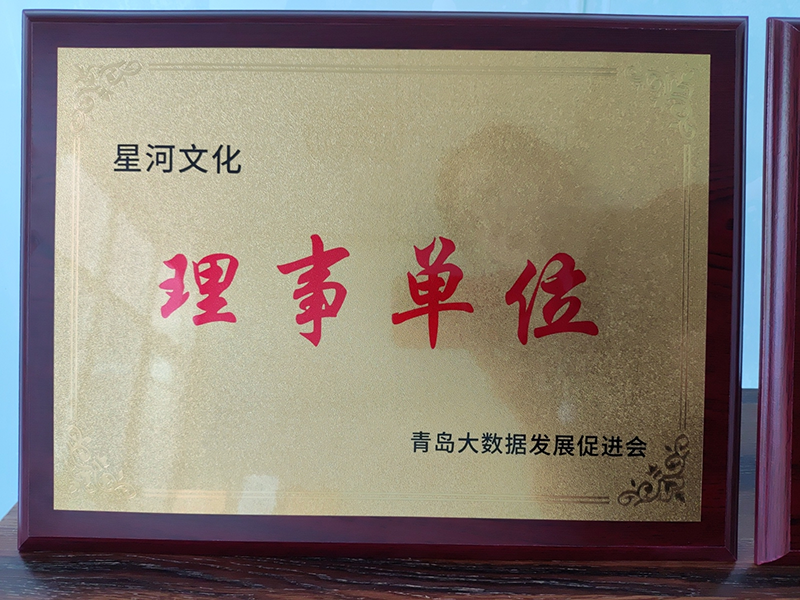 星河文化
理事单位
青岛大数据发展促进会